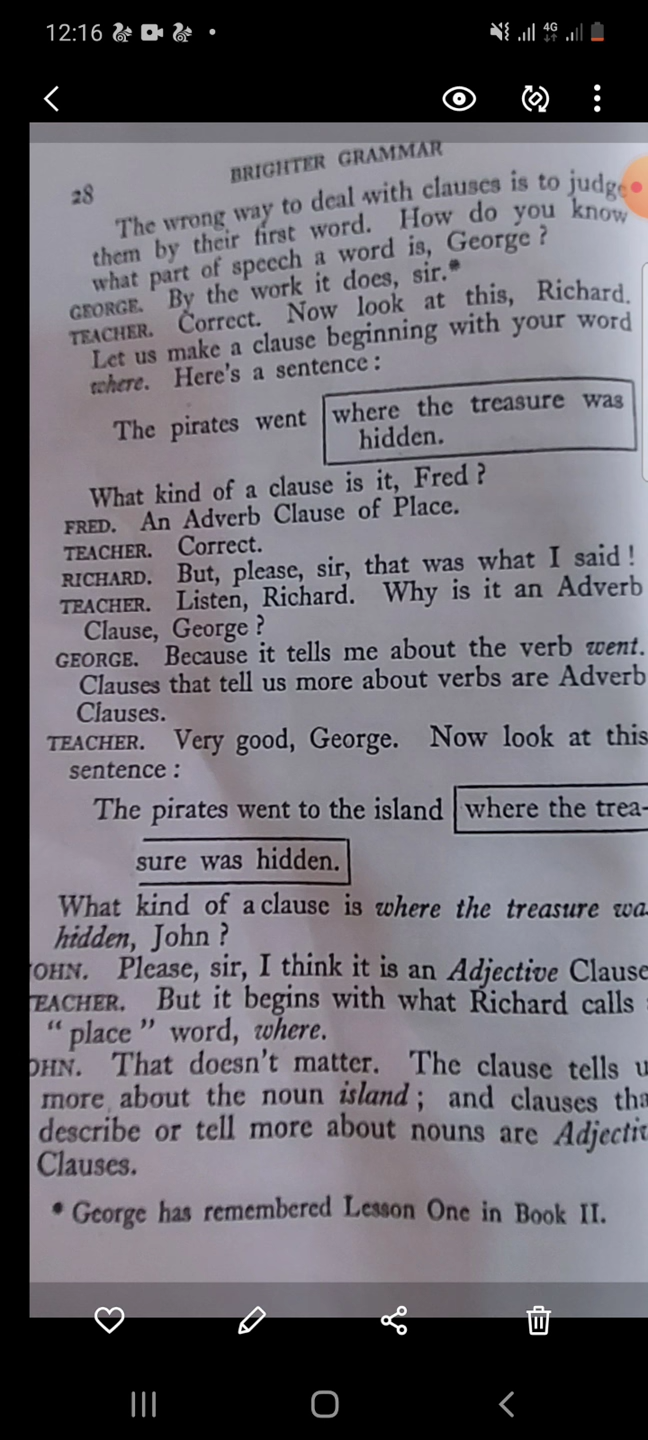 12:16
4G
28
BRIGHTER GRAMMAR
The wrong way to deal with clauses is to judge
them by their first word. How do you know
what part of speech a word is, George ?
GEORGE. By the work it does, sir.*
TEACHER. Correct. Now look at this, Richard.
Let us make a clause beginning with your word
where. Here's a sentence :
The pirates went where the treasure was
hidden.
What kind of a clause is it, Fred ?
FRED. An Adverb Clause of Place.
TEACHER. Correct.
RICHARD. But, please, sir, that was what I said !
TEACHER. Listen, Richard. Why is it an Adverb
Clause, George ?
GEORGE. Because it tells me about the verb went.
Clauses that tell us more about verbs are Adverb
Clauses.
TEACHER. Very good, George. Now look at this
sentence :
The pirates went to the island where the trea-
sure was hidden.
What kind of a clause is where the treasure wa
hidden, John ?
OHN. Please, sir, I think it is an Adjective Clause
EACHER. But it begins with what Richard calls
“ place ” word, where.
OHN. That doesn't matter. The clause tells u
more about the noun island ; and clauses tha
describe or tell more about nouns are Adjectiv
Clauses.
* George has remembered Lesson One in Book II.